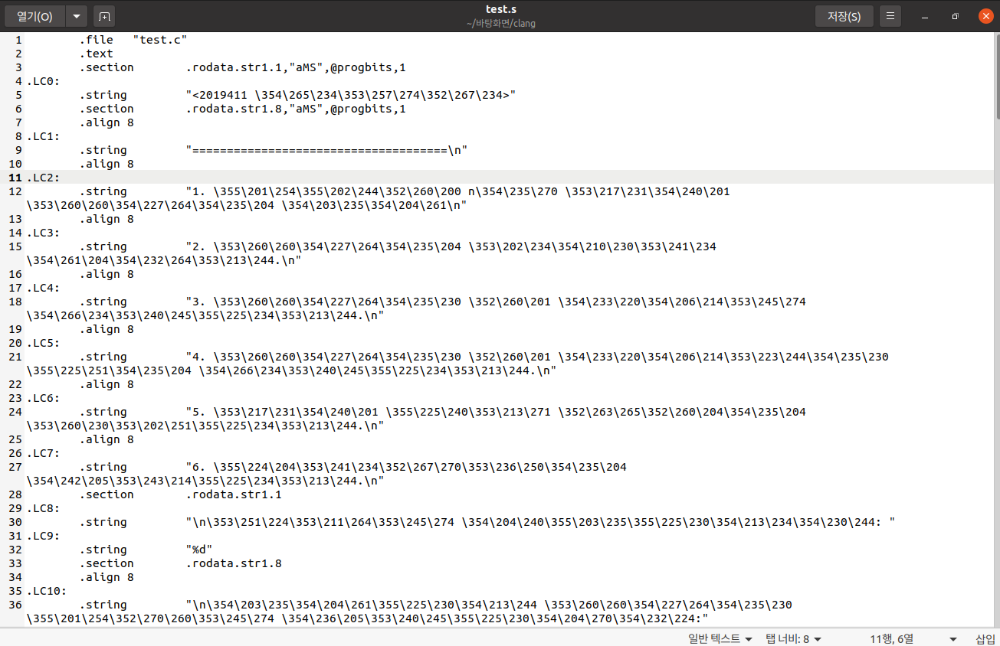 열기(O)
test.s
~/바탕화면/clang
저장(S)
1 .file "test.c"
2 .text
3 .section .rodata.str1.1,"aMS",@progbits,1
4 .LC0:
5 .string "<2019411 \354\265\234\353\257\274\352\267\234>"
6 .section .rodata.str1.8,"aMS",@progbits,1
7 .align 8
8 .LC1:
9 .string "=====================================\n"
10 .align 8
11 .LC2:
12 .string "1. \355\201\254\355\202\244\352\260\200 n\354\235\270 \353\217\231\354\240\201
\353\260\260\354\227\264\354\235\204 \354\203\235\354\204\261\n"
13 .align 8
14 .LC3:
15 .string "2. \353\260\260\354\227\264\354\235\204 \353\202\234\354\210\230\353\241\234
\354\261\204\354\232\264\353\213\244.\n"
16 .align 8
17 .LC4:
18 .string "3. \353\260\260\354\227\264\354\235\230 \352\260\201 \354\233\220\354\206\214\353\245\274
\354\266\234\353\240\245\355\225\234\353\213\244.\n"
19 .align 8
20 .LC5:
21 .string "4. \353\260\260\354\227\264\354\235\230 \352\260\201 \354\233\220\354\206\214\353\223\244\354\235\230
\355\225\251\354\235\204 \354\266\234\353\240\245\355\225\234\353\213\244.\n"
22 .align 8
23 .LC6:
24 .string "5. \353\217\231\354\240\201 \355\225\240\353\213\271 \352\263\265\352\260\204\354\235\204
\353\260\230\353\202\251\355\225\234\353\213\244.\n"
25 .align 8
26 .LC7:
27 .string "6. \355\224\204\353\241\234\352\267\270\353\236\250\354\235\204
\354\242\205\353\243\214\355\225\234\353\213\244.\n"
28 .section .rodata.str1.1
29 .LC8:
30 .string "\n\353\251\224\353\211\264\353\245\274 \354\204\240\355\203\235\355\225\230\354\213\234\354\230\244: "
31 .LC9:
32 .string "%d"
33 .section .rodata.str1.8
34 .align 8
35 .LC10:
36 .string "\n\354\203\235\354\204\261\355\225\230\354\213\244 \353\260\260\354\227\264\354\235\230
\355\201\254\352\270\260\353\245\274 \354\236\205\353\240\245\355\225\230\354\204\270\354\232\224:"
일반 텍스트 탭 너비: 8 11행, 6열 삽입